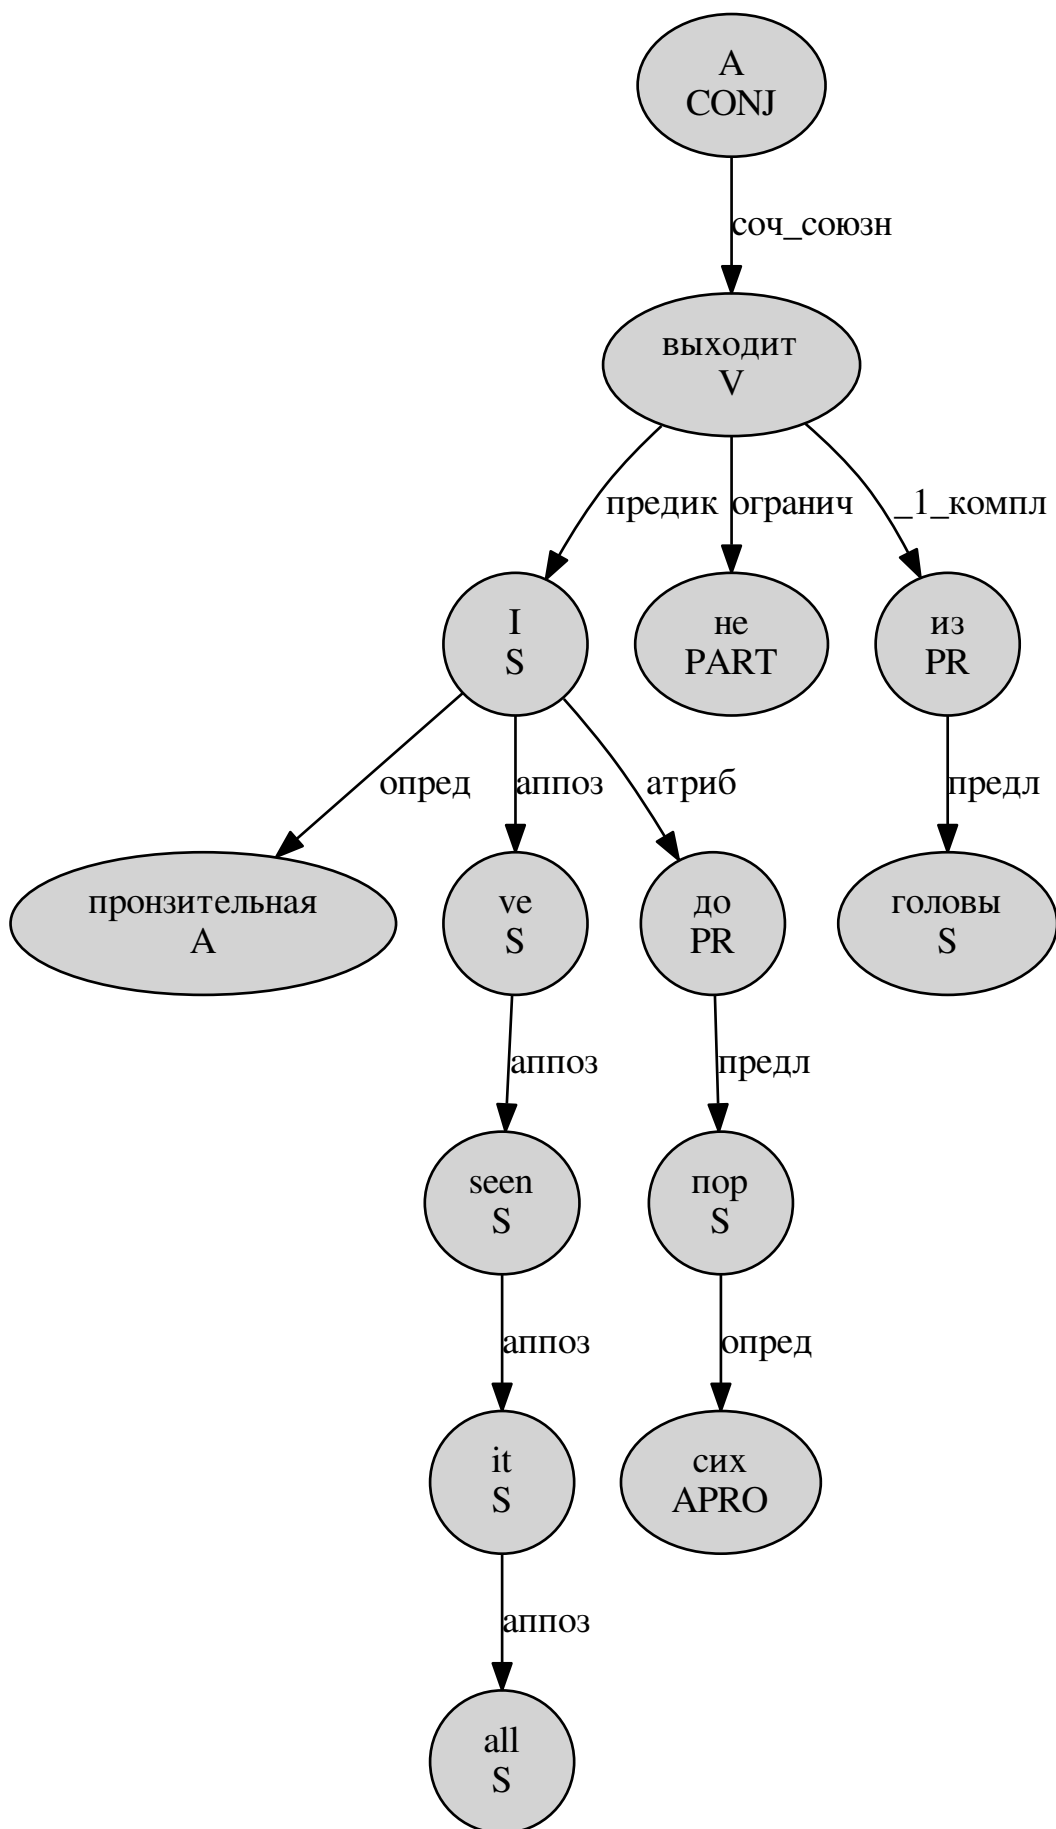 А
CONJ
соч_союзн
выходит
V
предик
огранич
_1_компл
I
S
не
PART
из
PR
опред
аппоз
атриб
предл
пронзительная
A
ve
S
до
PR
головы
S
аппоз
предл
seen
S
пор
S
аппоз
опред
it
S
сих
APRO
аппоз
all
S